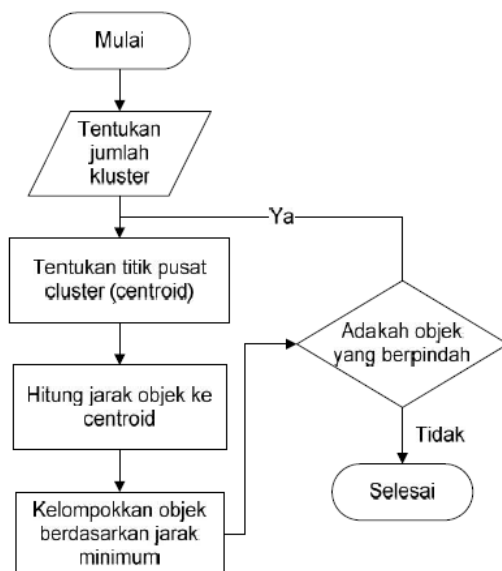 Mulai
Tentukan
jumlah
kluster
Ya
Tentukan titik pusat
cluster (centroid)
Adakah objek
yang berpindah
Hitung jarak objek ke
centroid
Tidak
Kelompokkan objek
berdasarkan jarak
minimum
Selesai